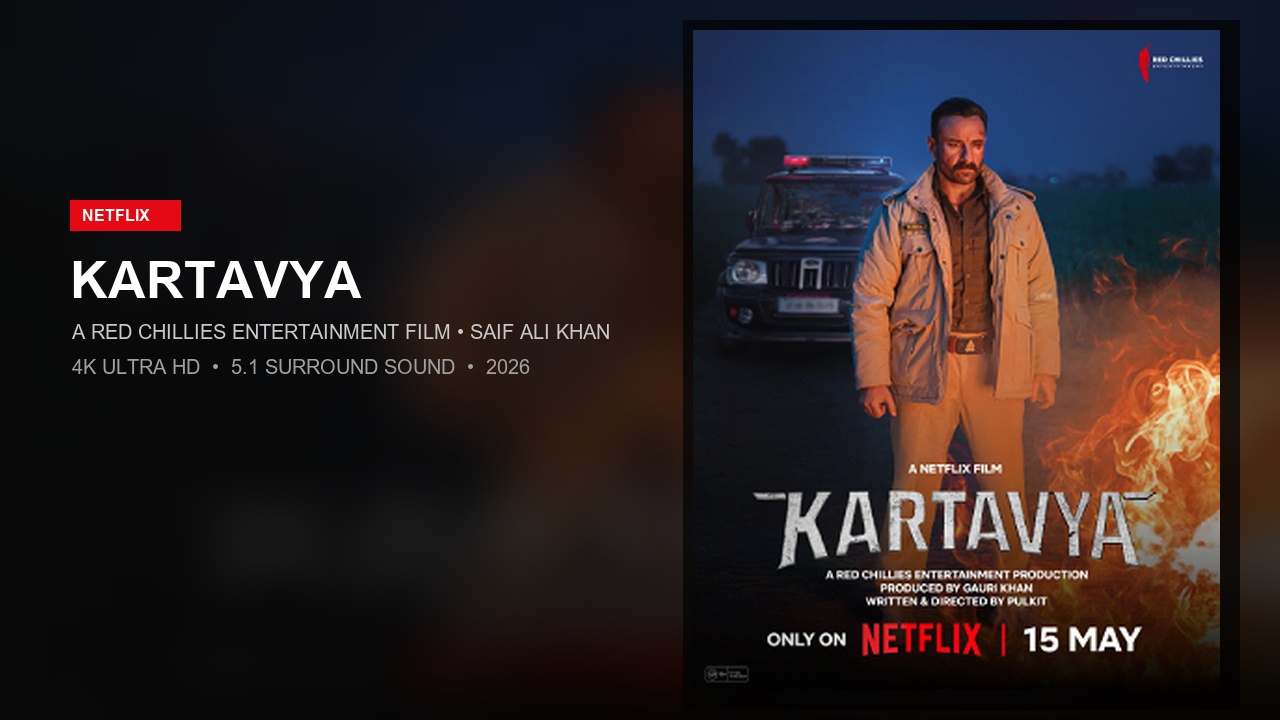 NETFLIX
KARTAVYA
A RED CHILLIES ENTERTAINMENT FILM • SAIF ALI KHAN
4K ULTRA HD • 5.1 SURROUND SOUND • 2026
RED CHILLIES
A NETFLIX FILM
KARTAVYA
A RED CHILLIES ENTERTAINMENT PRODUCTION
PRODUCED BY GAURI KHAN
WRITTEN & DIRECTED BY PULKIT
ONLY ON NETFLIX | 15 MAY